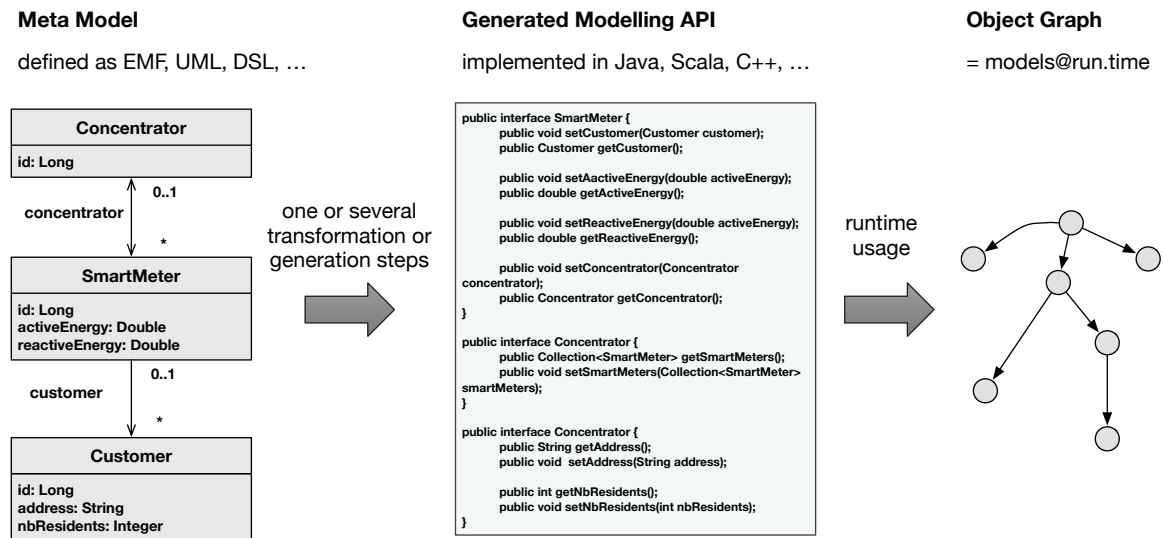 Meta Model
defined as EMF, UML, DSL, …
Concentrator
id: Long
0..1
concentrator
*
SmartMeter
id: Long
activeEnergy: Double
reactiveEnergy: Double
0..1
customer
*
Customer
id: Long
address: String
nbResidents: Integer
one or several
transformation or
generation steps
Generated Modelling API
implemented in Java, Scala, C++, …
public interface SmartMeter {
public void setCustomer(Customer customer);
public Customer getCustomer();
public void setAactiveEnergy(double activeEnergy);
public double getActiveEnergy();
public void setReactiveEnergy(double activeEnergy);
public double getReactiveEnergy();
public void setConcentrator(Concentrator
concentrator);
public Concentrator getConcentrator();
}
public interface Concentrator {
public Collection<SmartMeter> getSmartMeters();
public void setSmartMeters(Collection<SmartMeter>
smartMeters);
}
public interface Concentrator {
public String getAddress();
public void  setAddress(String address);
public int getNbResidents();
public void setNbResidents(int nbResidents);
}
runtime
usage
Object Graph
= models@run.time